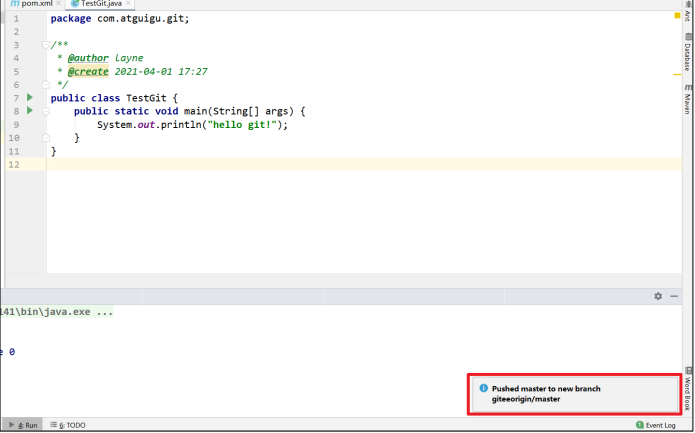 pom.xml
TestGit.java
1 package com.atguigu.git;
2
3 /**
4 * @author Layne
5 * @create 2021-04-01 17:27
6 */
7 public class TestGit {
8 public static void main(String[] args) {
9 System.out.println("hello git!");
10 }
11 }
12
Ant
Database
Maven
141\bin\java.exe ...
e 0
Pushed master to new branch
giteeorigin/master
Word Book
4: Run
6: TODO
1 Event Log